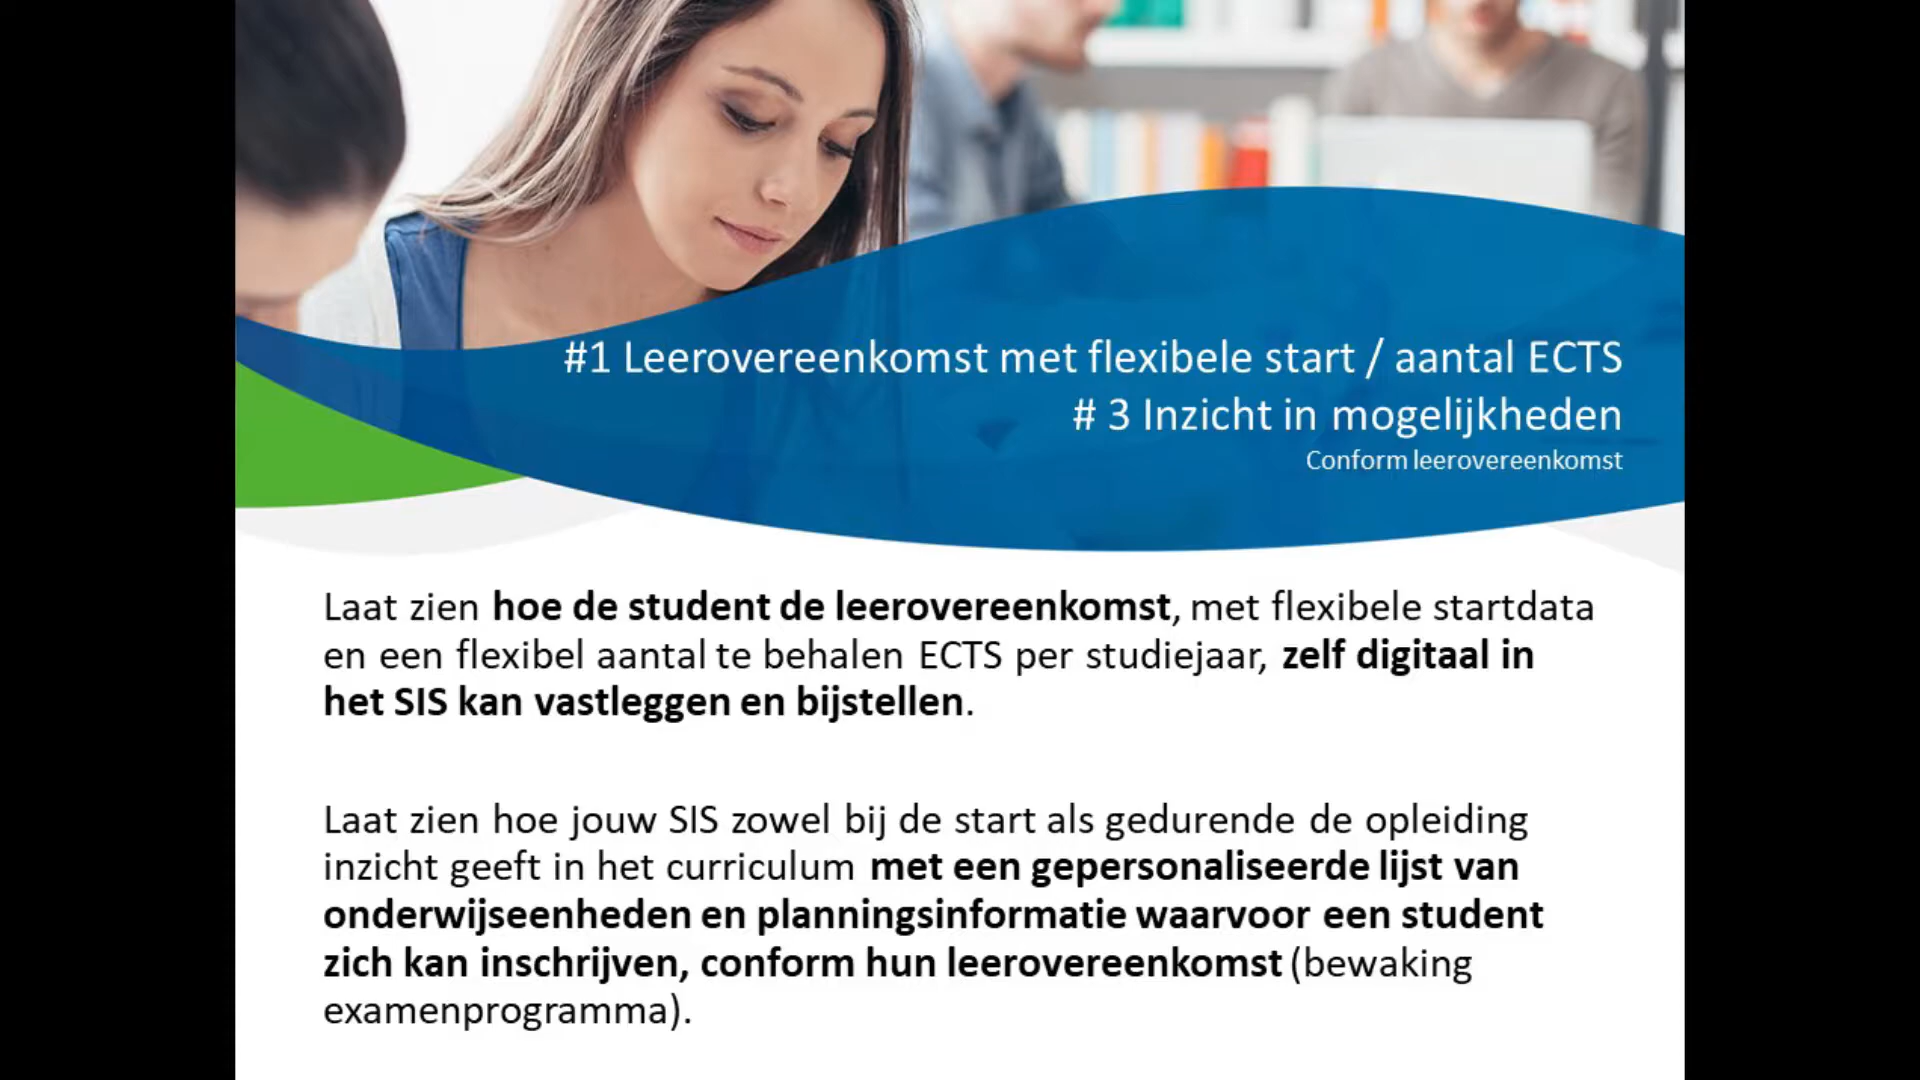 #1 Leerovereenkomst met flexibele start / aantal ECTS
# 3 Inzicht in mogelijkheden
Conform leerovereenkomst
Laat zien hoe de student de leerovereenkomst, met flexibele startdata
en een flexibel aantal te behalen ECTS per studiejaar, zelf digitaal in
het SIS kan vastleggen en bijstellen.
Laat zien hoe jouw SIS zowel bij de start als gedurende de opleiding
inzicht geeft in het curriculum met een gepersonaliseerde lijst van
onderwijseenheden en planningsinformatie waarvoor een student
zich kan inschrijven, conform hun leerovereenkomst (bewaking
examenprogramma).